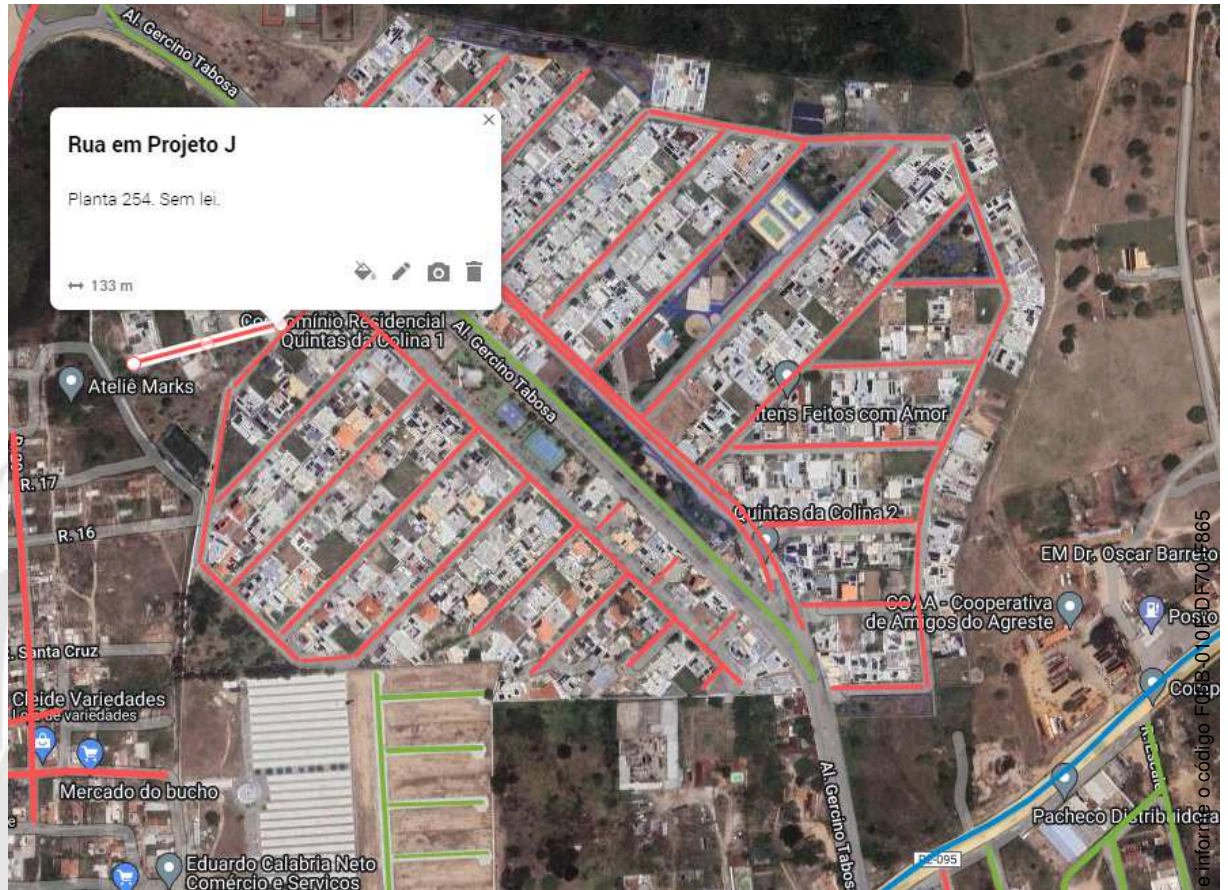 Al. Gercino Tabosa
Rua em Projeto J
Planta 254. Sem lei.
133 m
Condomínio Residencial
Quintas da Colina 1
Al. Gercino Tabosa
Ateliê Marks
Itens Feitos com Amor
R. 17
R. 16
Quintas da Colina 2
EM Dr. Oscar Barreto
COAA - Cooperativa
de Amigos do Agreste
Posto
Santa Cruz
Cleide Variedades
Loja de variedades
Mercado do bucho
Al. Gercino Tabosa
Pacheco Distribuidora
PE-095
Eduardo Calabria Neto
Comércio e Serviços
e informe o código